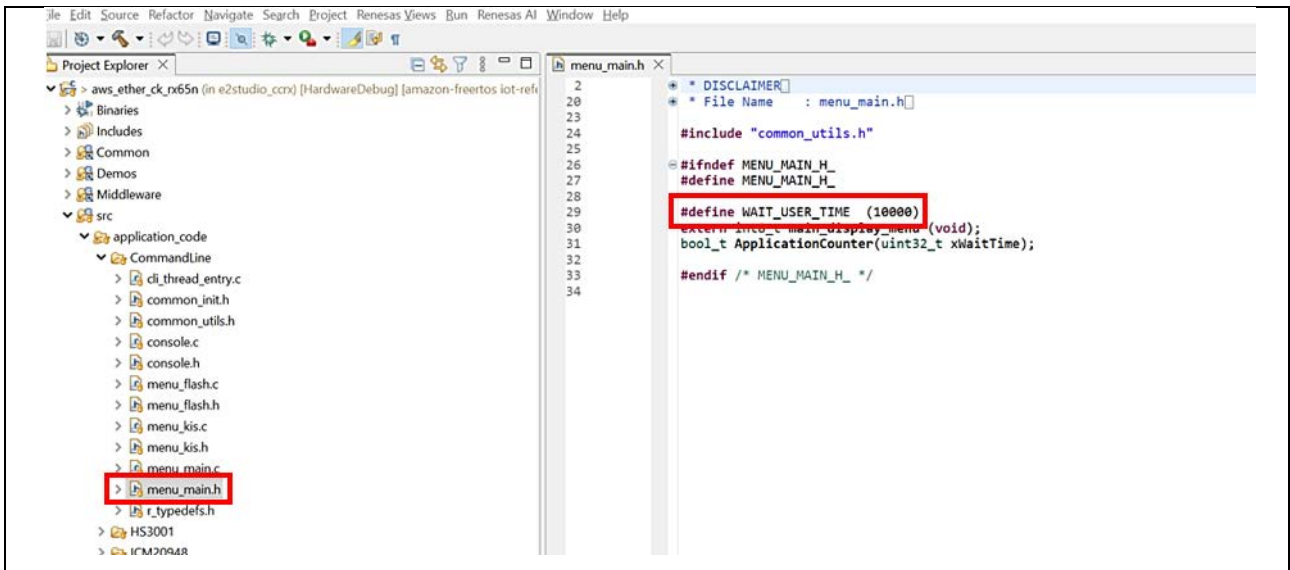 File Edit Source Refactor Navigate Search Project Renesas Views Run Renesas AI Window Help
Project Explorer
aws_ether_ck_rx65n (in e2studio_ccrx) [HardwareDebug] [amazon-freertos iot-refe
Binaries
Includes
Common
Demos
Middleware
src
application_code
CommandLine
cli_thread_entry.c
common_init.h
common_utils.h
console.c
console.h
menu_flash.c
menu_flash.h
menu_kis.c
menu_kis.h
menu_main.c
menu_main.h
r_typedefs.h
HS3001
ICM20948
menu_main.h
2 * DISCLAIMER
20 * File Name : menu_main.h
23
24 #include "common_utils.h"
25
26 #ifndef MENU_MAIN_H_
27 #define MENU_MAIN_H_
28
29 #define WAIT_USER_TIME (10000)
30 extern int8_t main_display_menu (void);
31 bool_t ApplicationCounter(uint32_t xWaitTime);
32
33 #endif /* MENU_MAIN_H_ */
34